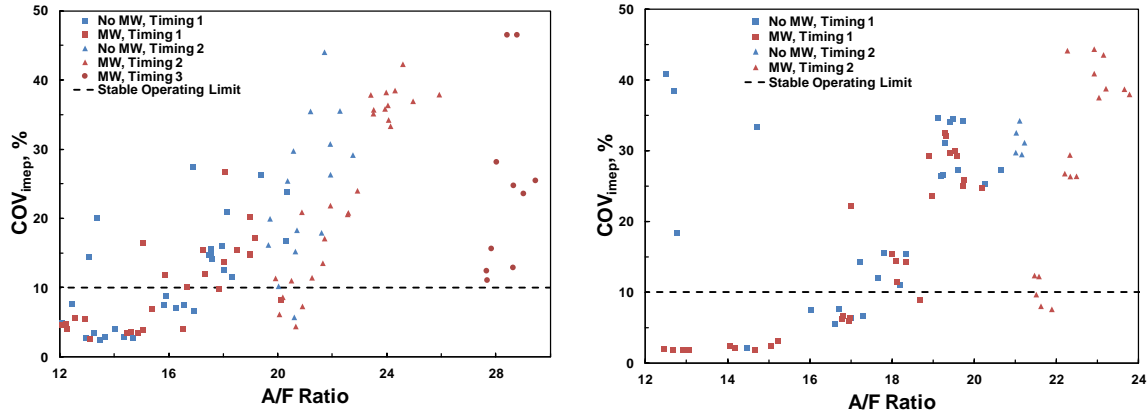 No MW, Timing 1
MW, Timing 1
No MW, Timing 2
MW, Timing 2
MW, Timing 3
Stable Operating Limit
50
40
30
20
10
0
COVimep, %
12 16 20 24 28
A/F Ratio
No MW, Timing 1
MW, Timing 1
No MW, Timing 2
MW, Timing 2
Stable Operating Limit
50
40
30
20
10
0
COVimep, %
12 14 16 18 20 22 24
A/F Ratio